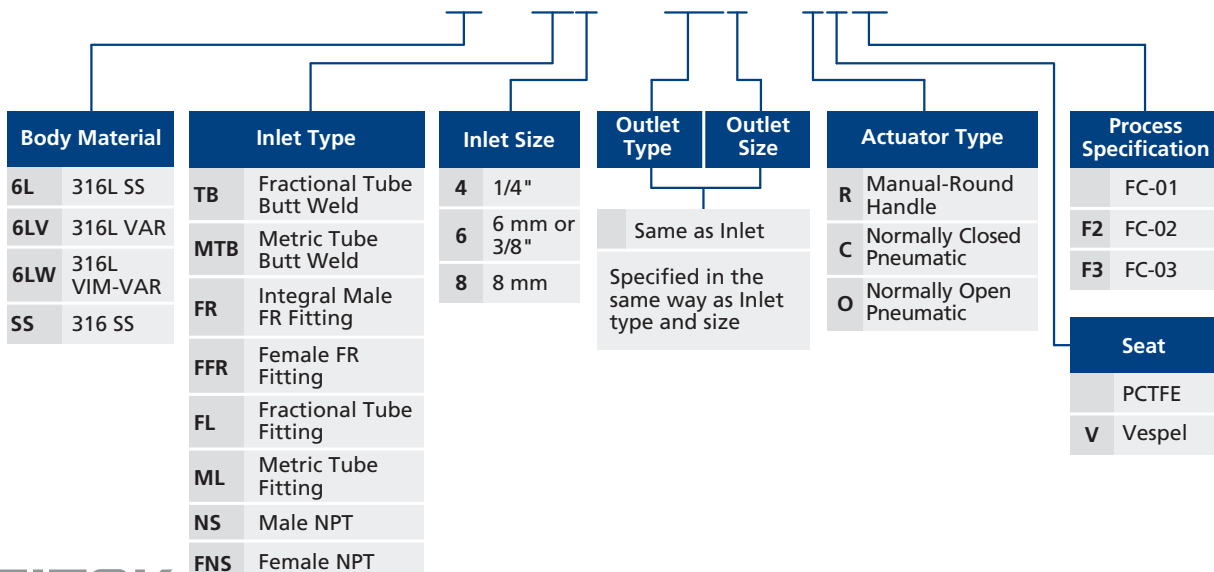 Body Material
6L 316L SS
6LV 316L VAR
6LW 316L
VIM-VAR
SS 316 SS
Inlet Type
TB Fractional Tube
Butt Weld
MTB Metric Tube
Butt Weld
FR Integral Male
FR Fitting
FFR Female FR
Fitting
FL Fractional Tube
Fitting
ML Metric Tube
Fitting
NS Male NPT
FNS Female NPT
Inlet Size
4 1/4"
6 6 mm or
3/8"
8 8 mm
Outlet
Type
Outlet
Size
Same as Inlet
Specified in the
same way as Inlet
type and size
Actuator Type
R Manual-Round
Handle
C Normally Closed
Pneumatic
O Normally Open
Pneumatic
Process
Specification
FC-01
F2 FC-02
F3 FC-03
Seat
PCTFE
V Vespel